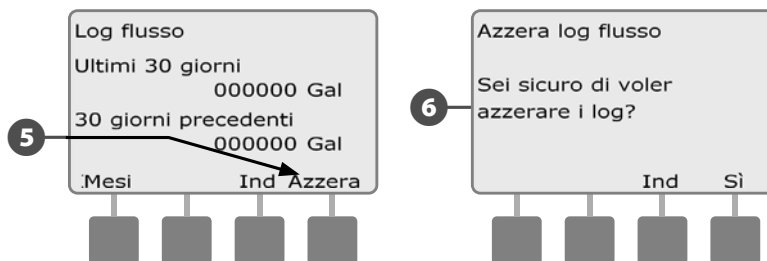 Log flusso
Ultimi 30 giorni
000000 Gal
30 giorni precedenti
000000 Gal
Mesi Ind Azzera
5
Azzera log flusso
Sei sicuro di voler
azzerare i log?
Ind Sì
6